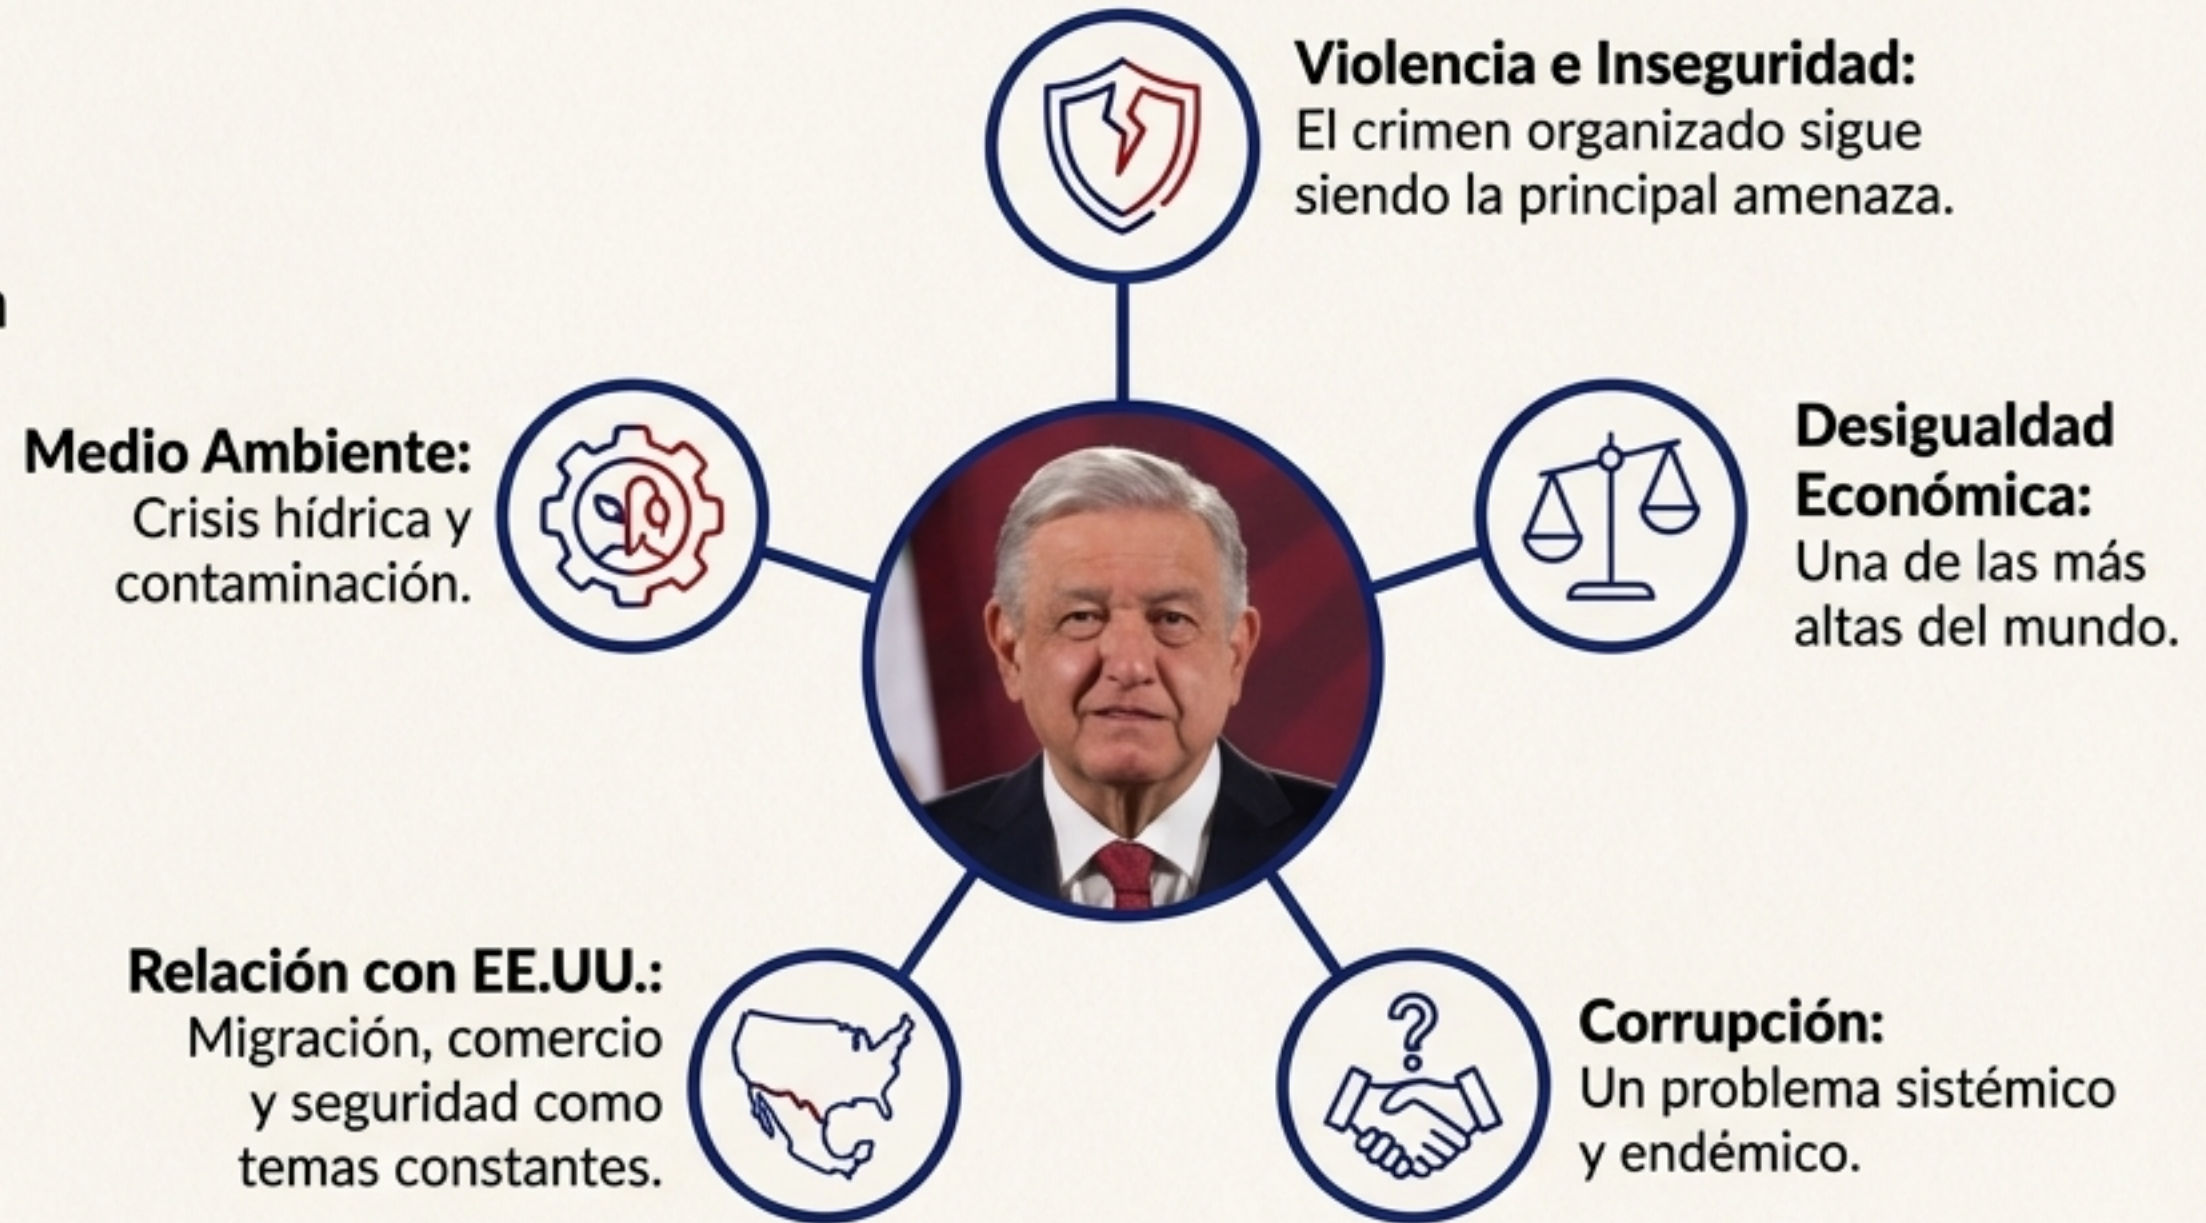 Violencia e Inseguridad:
El crimen organizado sigue
siendo la principal amenaza.
Medio Ambiente:
Crisis hídrica y
contaminación.
Desigualdad
Económica:
Una de las más
altas del mundo.
Relación con EE.UU.:
Migración, comercio
y seguridad como
temas constantes.
Corrupción:
Un problema sistémico
y endémico.
?